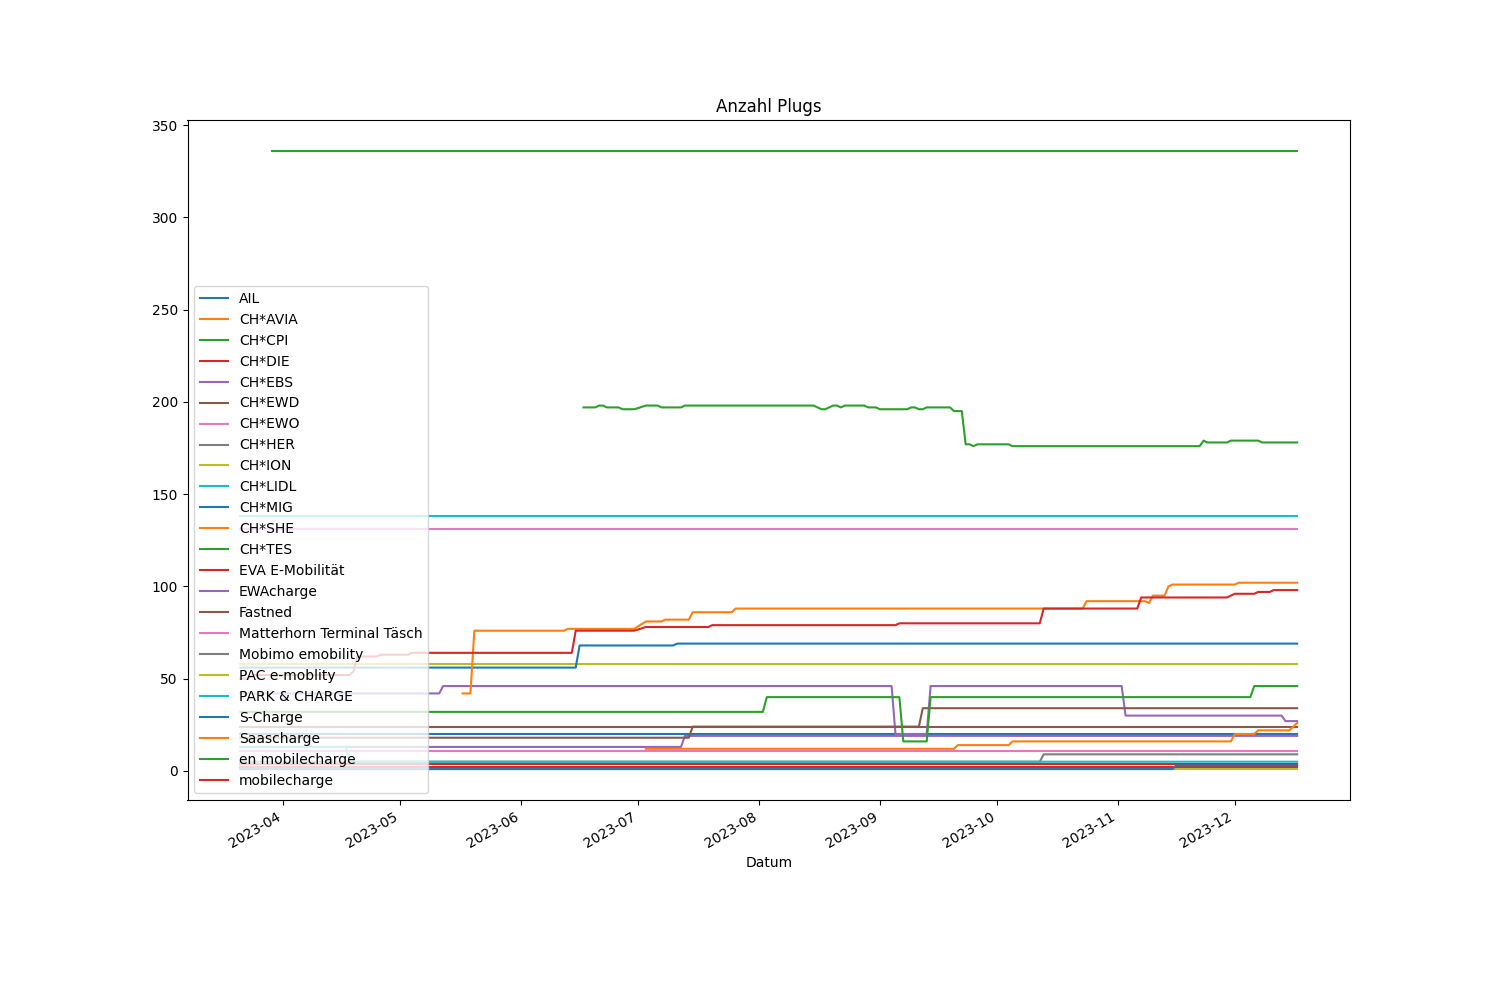 Anzahl Plugs
350
300
250
200
150
100
50
0
AIL
CH*AVIA
CH*CPI
CH*DIE
CH*EBS
CH*EWD
CH*EWO
CH*HER
CH*ION
CH*LIDL
CH*MIG
CH*SHE
CH*TES
EVA E-Mobilität
EWAcharge
Fastned
Matterhorn Terminal Täsch
Mobimo emobility
PAC e-moblity
PARK & CHARGE
S-Charge
Saascharge
en mobilecharge
mobilecharge
2023-04
2023-05
2023-06
2023-07
2023-08
2023-09
2023-10
2023-11
2023-12
Datum